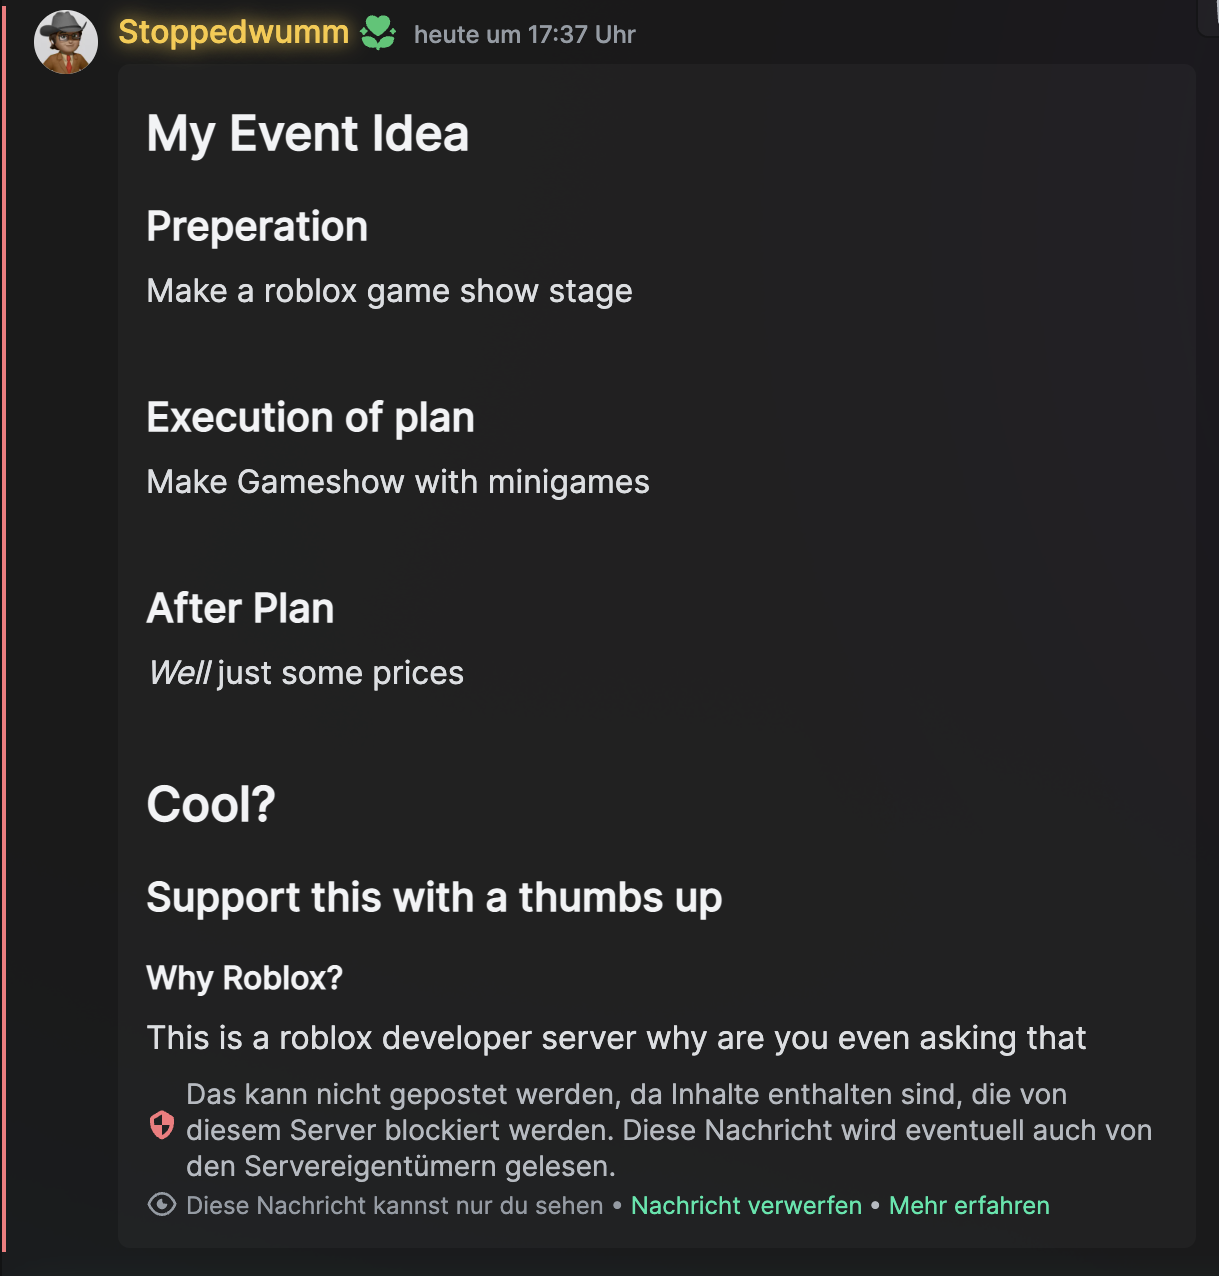 Stoppedwumm heute um 17:37 Uhr
My Event Idea
Preperation
Make a roblox game show stage
Execution of plan
Make Gameshow with minigames
After Plan
Well just some prices
Cool?
Support this with a thumbs up
Why Roblox?
This is a roblox developer server why are you even asking that
Das kann nicht gepostet werden, da Inhalte enthalten sind, die von
diesem Server blockiert werden. Diese Nachricht wird eventuell auch von
den Servereigentümern gelesen.
Diese Nachricht kannst nur du sehen • Nachricht verwerfen • Mehr erfahren